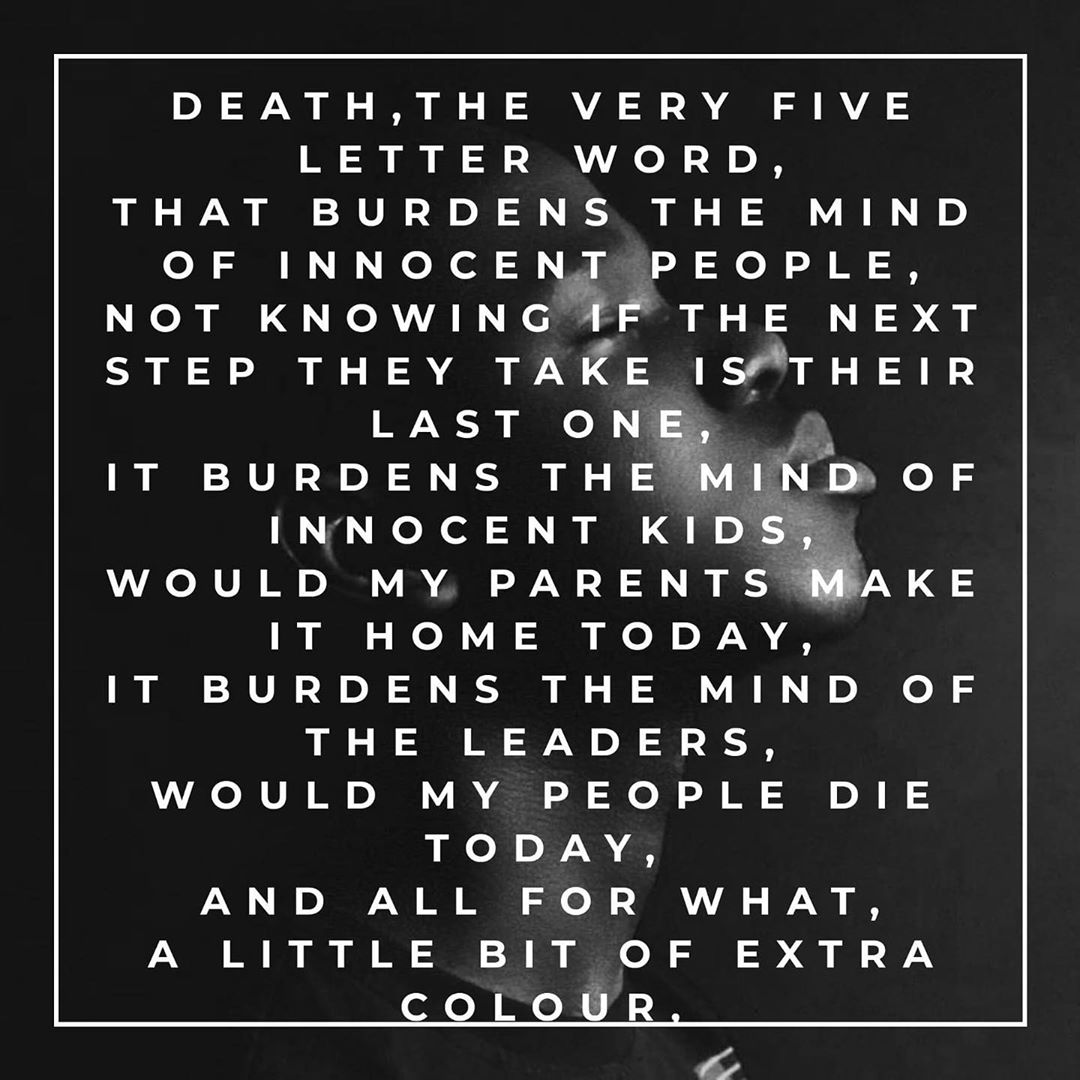 DEATH,THE VERY FIVE
LETTER WORD,
THAT BURDENS THE MIND
OF INNOCENT PEOPLE,
NOT KNOWING IF THE NEXT
STEP THEY TAKE IS THEIR
LAST ONE,
IT BURDENS THE MIND OF
INNOCENT KIDS,
WOULD MY PARENTS MAKE
IT HOME TODAY,
IT BURDENS THE MIND OF
THE LEADERS,
WOULD MY PEOPLE DIE
TODAY,
AND ALL FOR WHAT,
A LITTLE BIT OF EXTRA
COLOUR,